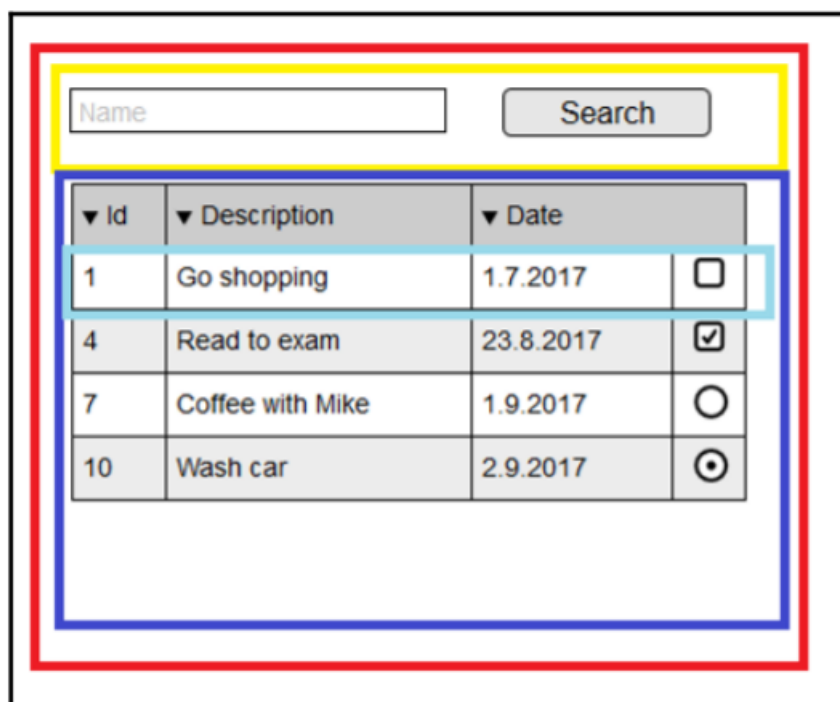 Name Search
Id Description Date
1 Go shopping 1.7.2017
4 Read to exam 23.8.2017
7 Coffee with Mike 1.9.2017
10 Wash car 2.9.2017